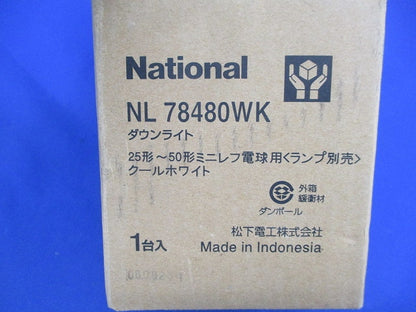 National
NL 78480WK
ダウンライト
25形～50形ミニレフ電球用<ランプ別売>
クールホワイト
外箱
緩衝材
ダンボール
1台入
松下電工株式会社
Made in Indonesia